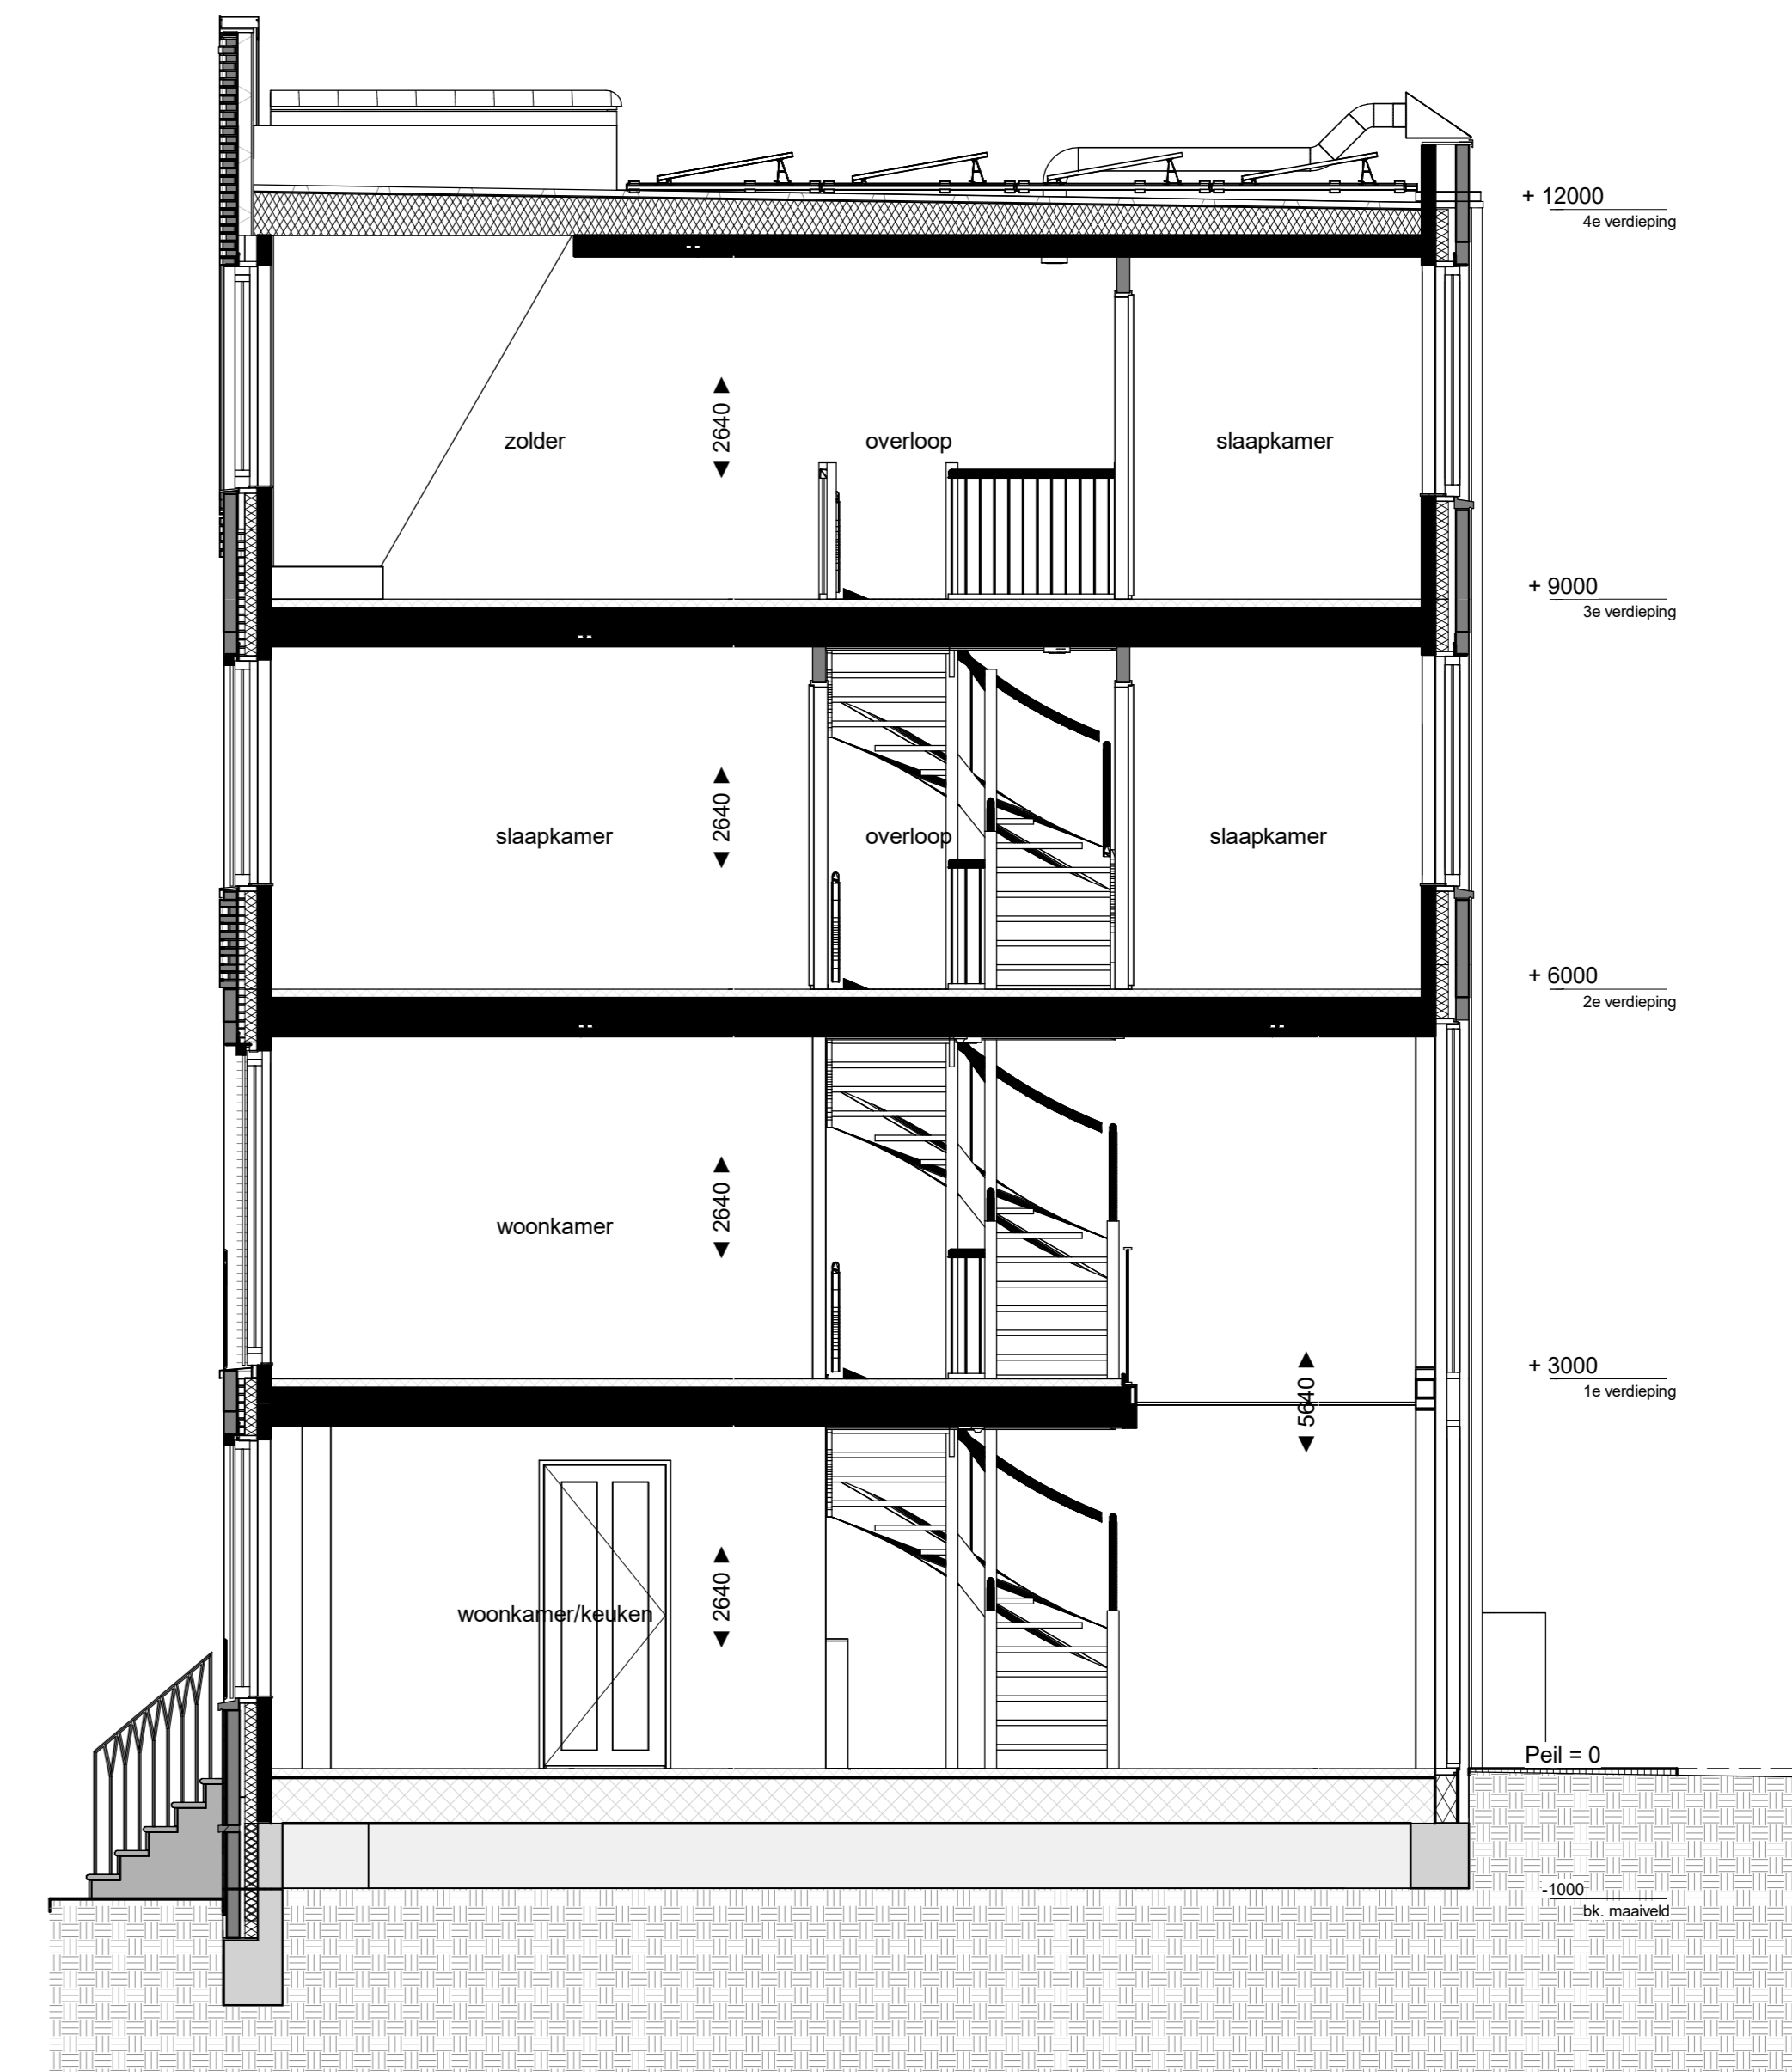 + 12000
4e verdieping
zolder
2640
overloop
slaapkamer
+ 9000
3e verdieping
slaapkamer
2640
overloop
slaapkamer
+ 6000
2e verdieping
woonkamer
2640
+ 3000
1e verdieping
5640
woonkamer/keuken
2640
Peil = 0
-1000
bk. maaiveld